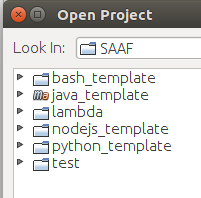 Open Project
Look In: SAAF
bash_template
java_template
lambda
nodejs_template
python_template
test